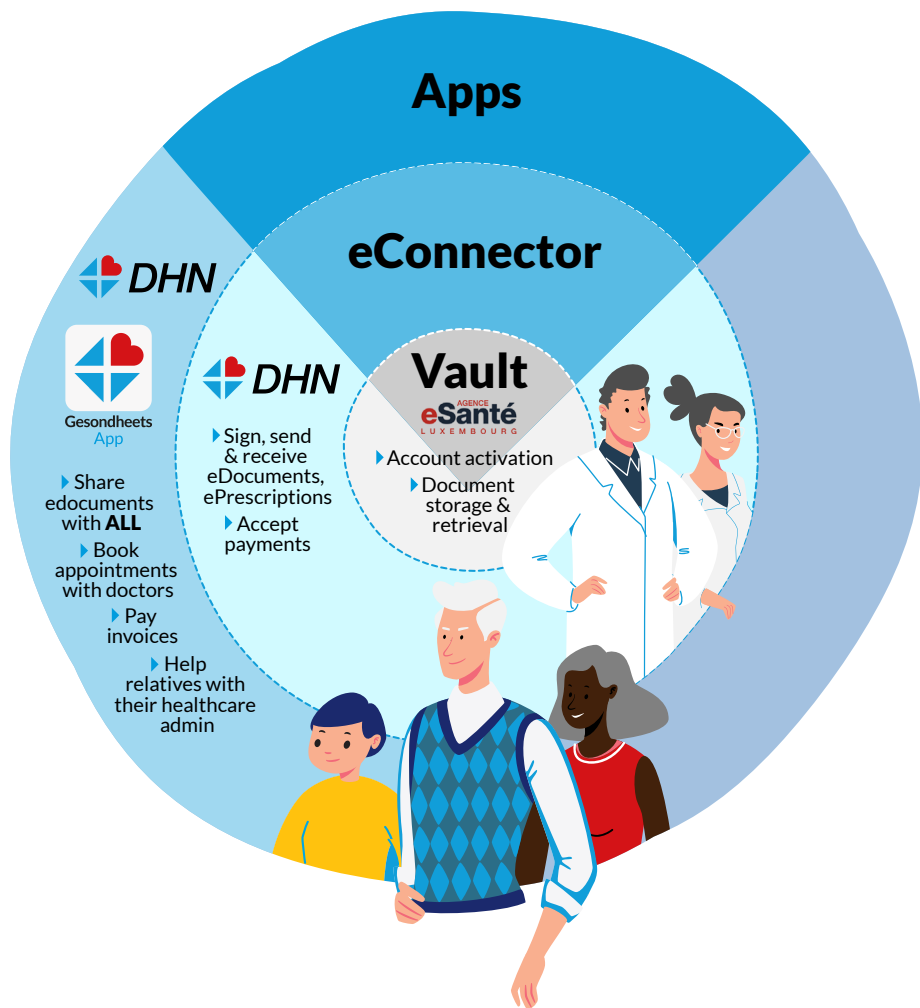 Apps
eConnector
Vault
AGENCE
eSanté
LUXEMBOURG
Account activation
Document
storage &
retrieval
DHN
Sign, send
& receive
eDocuments,
ePrescriptions
Accept
payments
DHN
Gesondheets
App
Share
edocuments
with ALL
Book
appointments
with doctors
Pay
invoices
Help
relatives with
their healthcare
admin